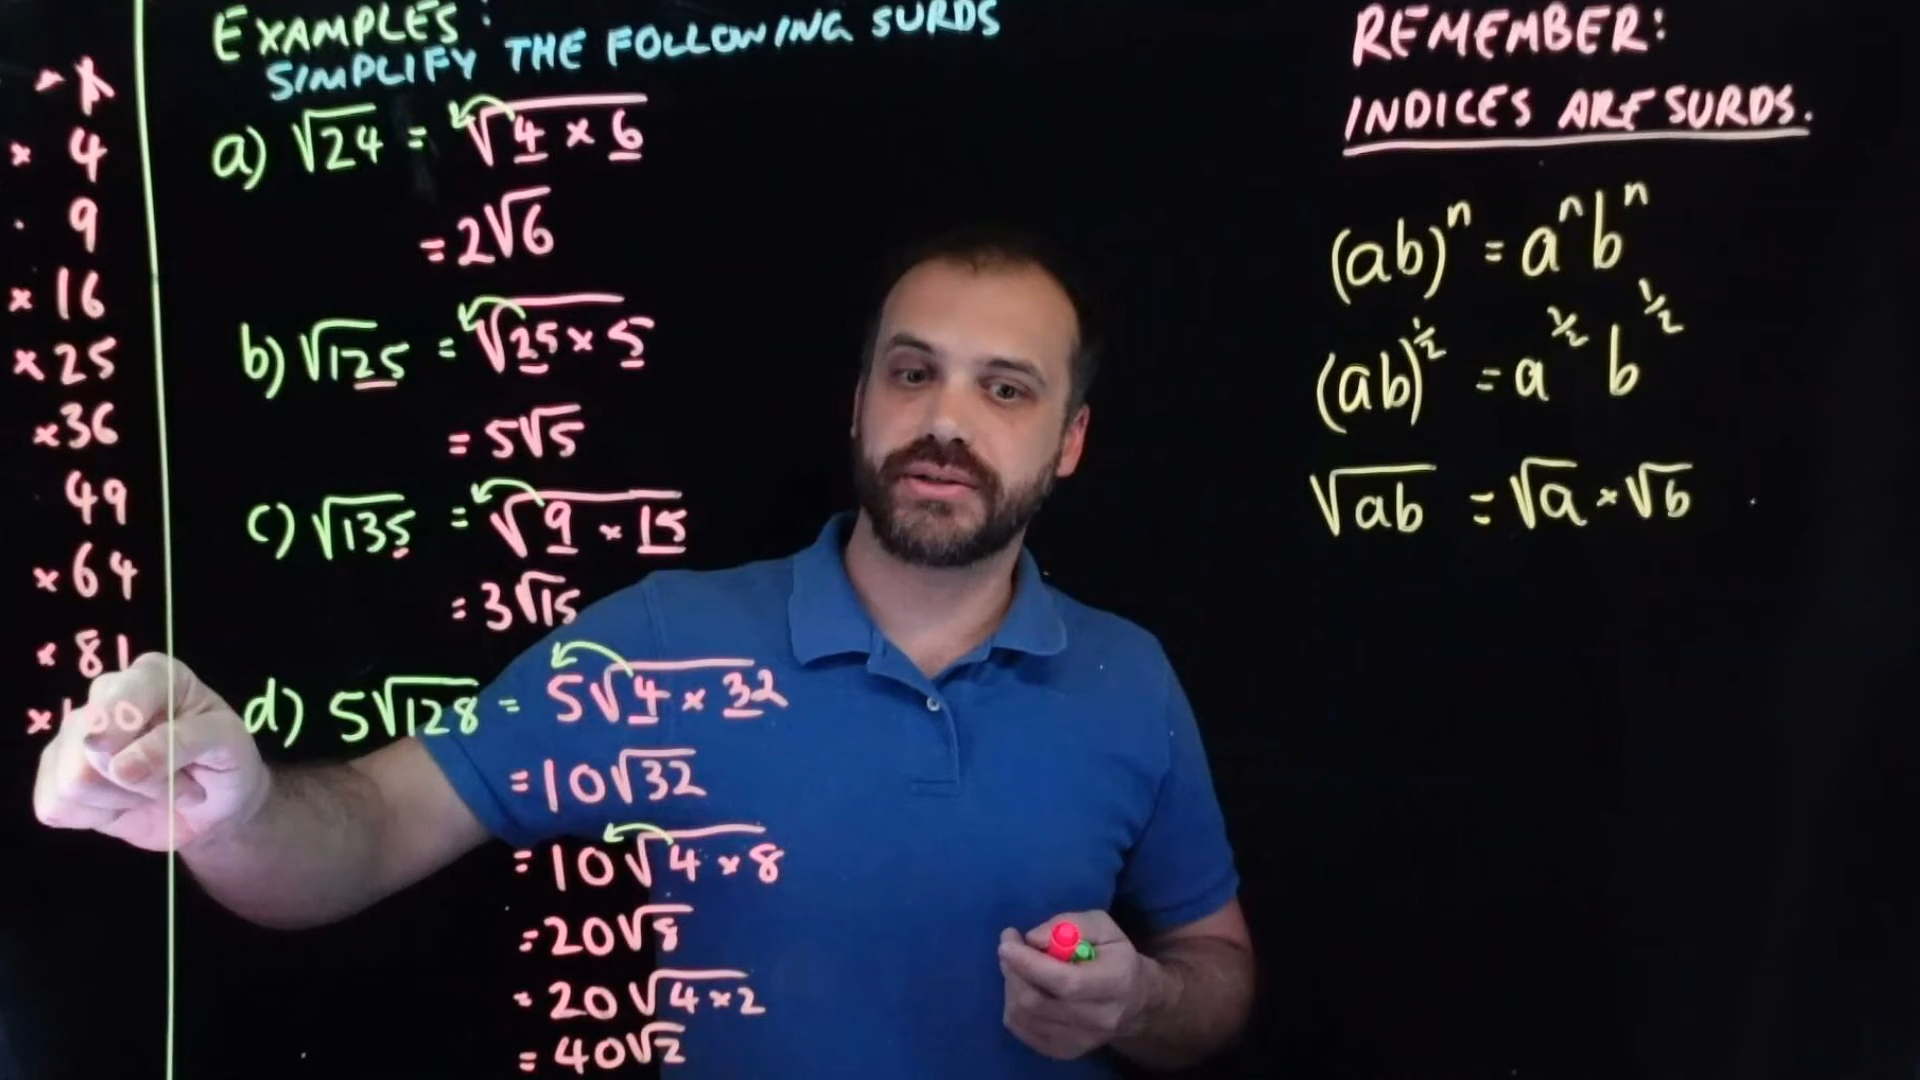 EXAMPLES:
SIMPLIFY THE FOLLOWING SURDS
× 4
9
× 16
× 25
× 36
49
× 64
× 81
× 100
a) √24 = √4 × 6
= 2√6
b) √125 = √25 × 5
= 5√5
c) √135 = √9 × 15
= 3√15
d) 5√128 = 5√4 × 32
= 10√32
= 10√4 × 8
= 20√8
= 20√4 × 2
= 40√2
REMEMBER:
INDICES ARE SURDS.
(ab)ⁿ = aⁿbⁿ
(ab)^½ = a^½ b^½
√ab = √a × √b